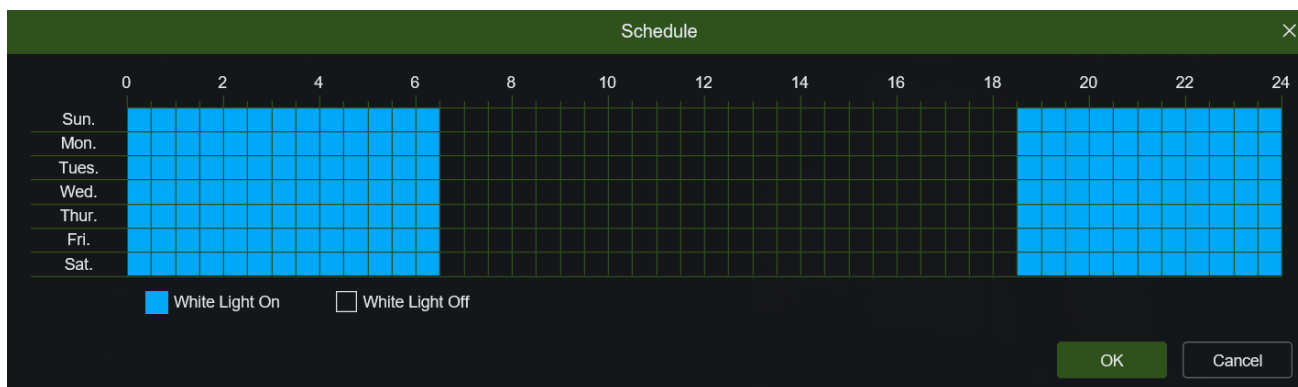 Schedule
0 2 4 6 8 10 12 14 16 18 20 22 24
Sun.
Mon.
Tues.
Wed.
Thur.
Fri.
Sat.
White Light On White Light Off
OK Cancel